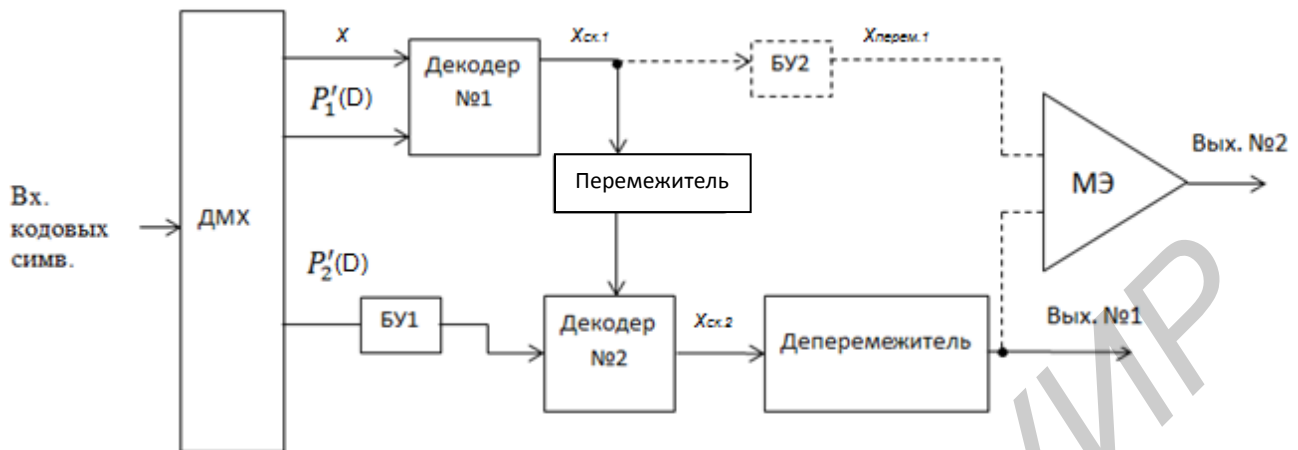 X
Xск.1
Xперем.1
БУ2
Декодер
№1
P′₁(D)
Вых. №2
Перемежитель
МЭ
Вх.
кодовых
симв.
ДМХ
P′₂(D)
БУ1
Декодер
№2
Xск.2
Деперемежитель
Вых. №1
УИР